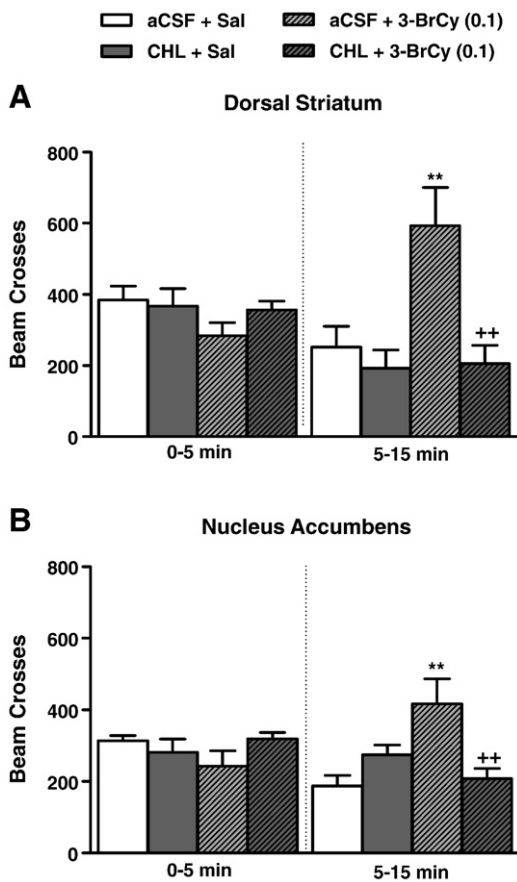 aCSF + Sal aCSF + 3-BrCy (0.1)
CHL + Sal CHL + 3-BrCy (0.1)
A
Dorsal Striatum
Beam Crosses
800
600
400
200
0
**
++
0-5 min 5-15 min
B
Nucleus Accumbens
Beam Crosses
800
600
400
200
0
**
++
0-5 min 5-15 min